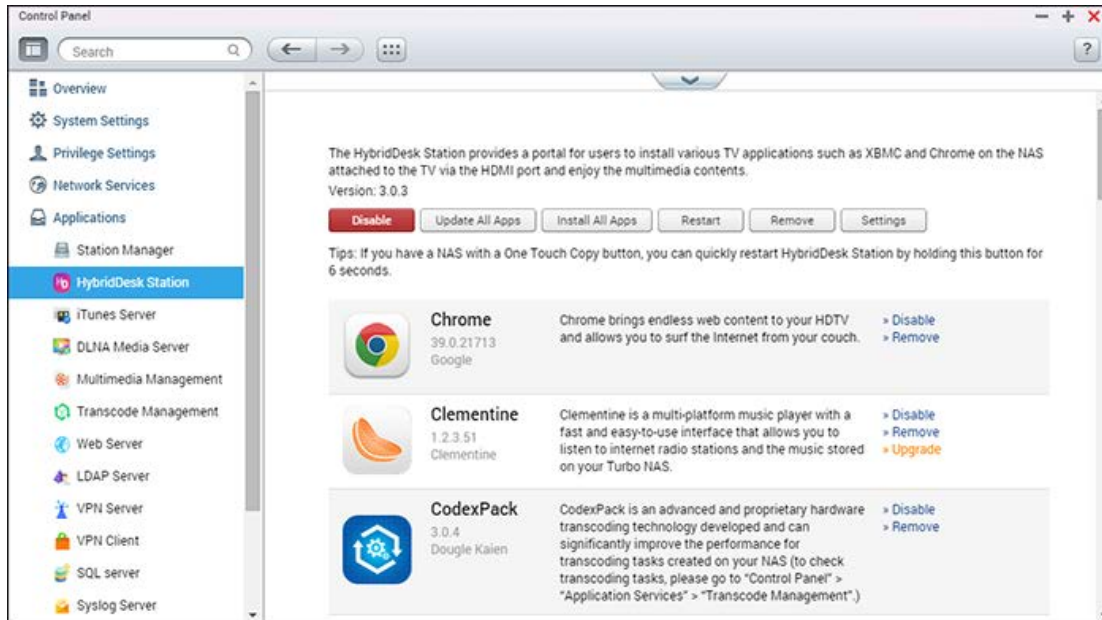 Control Panel
Search
?
Overview
System Settings
Privilege Settings
Network Services
Applications
Station Manager
HybridDesk Station
iTunes Server
DLNA Media Server
Multimedia Management
Transcode Management
Web Server
LDAP Server
VPN Server
VPN Client
SQL server
Syslog Server
The HybridDesk Station provides a portal for users to install various TV applications such as XBMC and Chrome on the NAS
attached to the TV via the HDMI port and enjoy the multimedia contents.
Version: 3.0.3
Disable Update All Apps Install All Apps Restart Remove Settings
Tips: If you have a NAS with a One Touch Copy button, you can quickly restart HybridDesk Station by holding this button for
6 seconds.
Chrome
39.0.21713
Google
Chrome brings endless web content to your HDTV
and allows you to surf the Internet from your couch.
» Disable
» Remove
Clementine
1.2.3.51
Clementine
Clementine is a multi-platform music player with a
fast and easy-to-use interface that allows you to
listen to internet radio stations and the music stored
on your Turbo NAS.
» Disable
» Remove
» Upgrade
CodexPack
3.0.4
Dougle Kaien
CodexPack is an advanced and proprietary hardware
transcoding technology developed and can
significantly improve the performance for
transcoding tasks created on your NAS (to check
transcoding tasks, please go to "Control Panel" >
"Application Services" > "Transcode Management".)
» Disable
» Remove